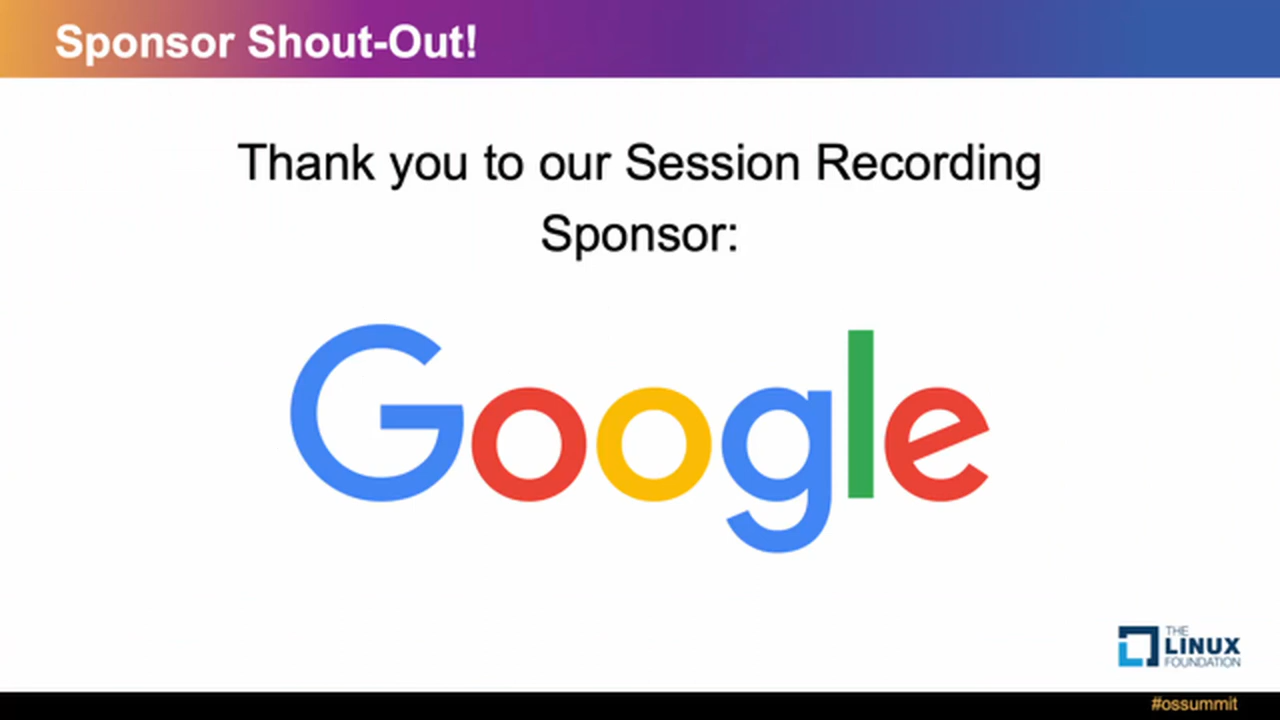 Sponsor Shout-Out!
Thank you to our Session Recording
Sponsor:
Google
THE
LINUX
FOUNDATION
#ossummit